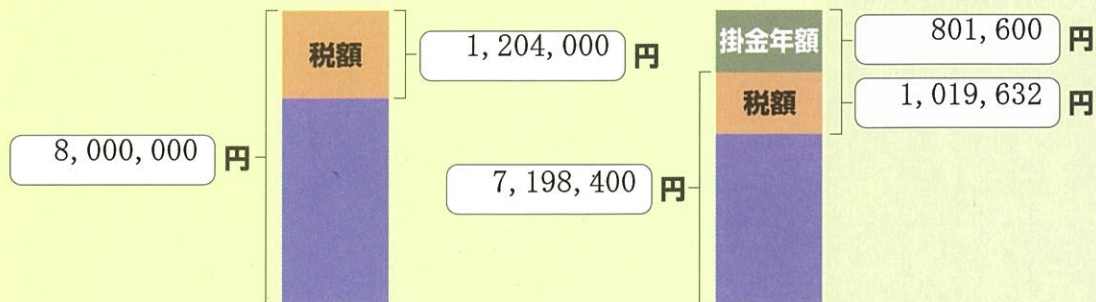 税額
1,204,000 円
8,000,000 円
掛金年額
801,600 円
税額
1,019,632 円
7,198,400 円